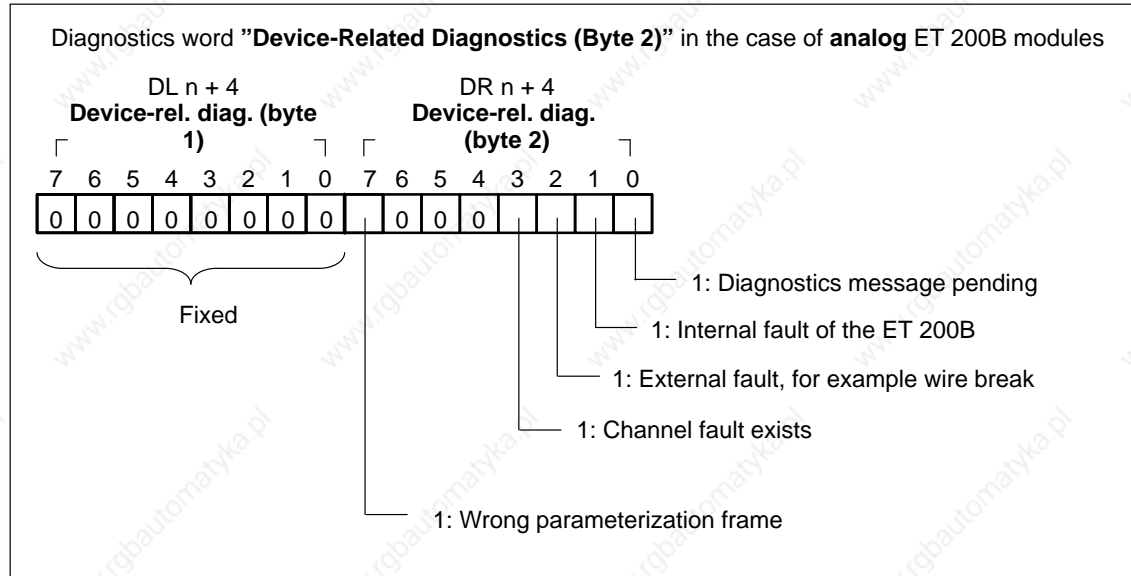 Diagnostics word ”Device-Related Diagnostics (Byte 2)” in the case of analog ET 200B modules
DL n + 4
Device-rel. diag. (byte
1)
DR n + 4
Device-rel. diag.
(byte 2)
7 6 5 4 3 2 1 0 7 6 5 4 3 2 1 0
0 0 0 0 0 0 0 0 0 0 0
Fixed
1: Diagnostics message pending
1: Internal fault of the ET 200B
1: External fault, for example wire break
1: Channel fault exists
1: Wrong parameterization frame
www.rgbautomatyka.pl